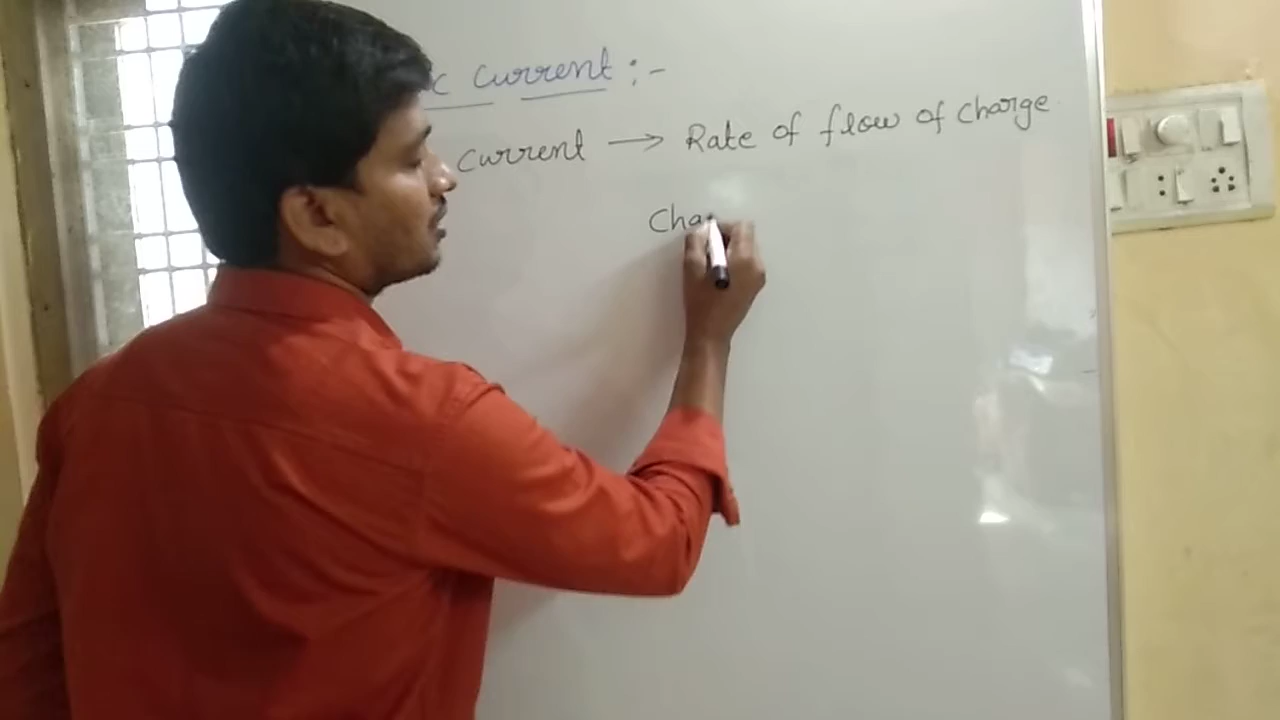 c Current :-
current → Rate of flow of charge
Cha